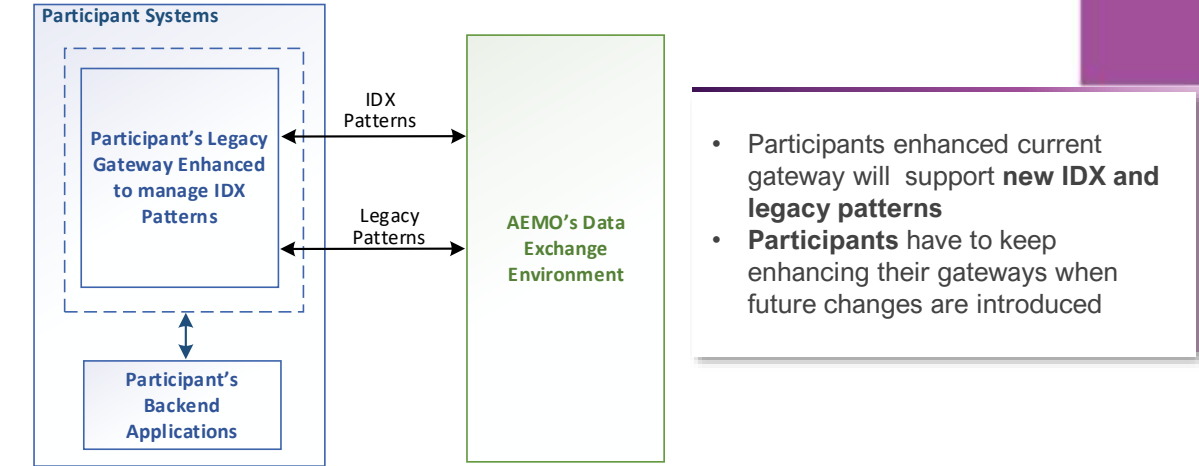 Participant Systems
Participant's Legacy
Gateway Enhanced
to manage IDX
Patterns
IDX
Patterns
Legacy
Patterns
AEMO's Data
Exchange
Environment
Participant's
Backend
Applications
• Participants enhanced current
gateway will support new IDX and
legacy patterns
• Participants have to keep
enhancing their gateways when
future changes are introduced